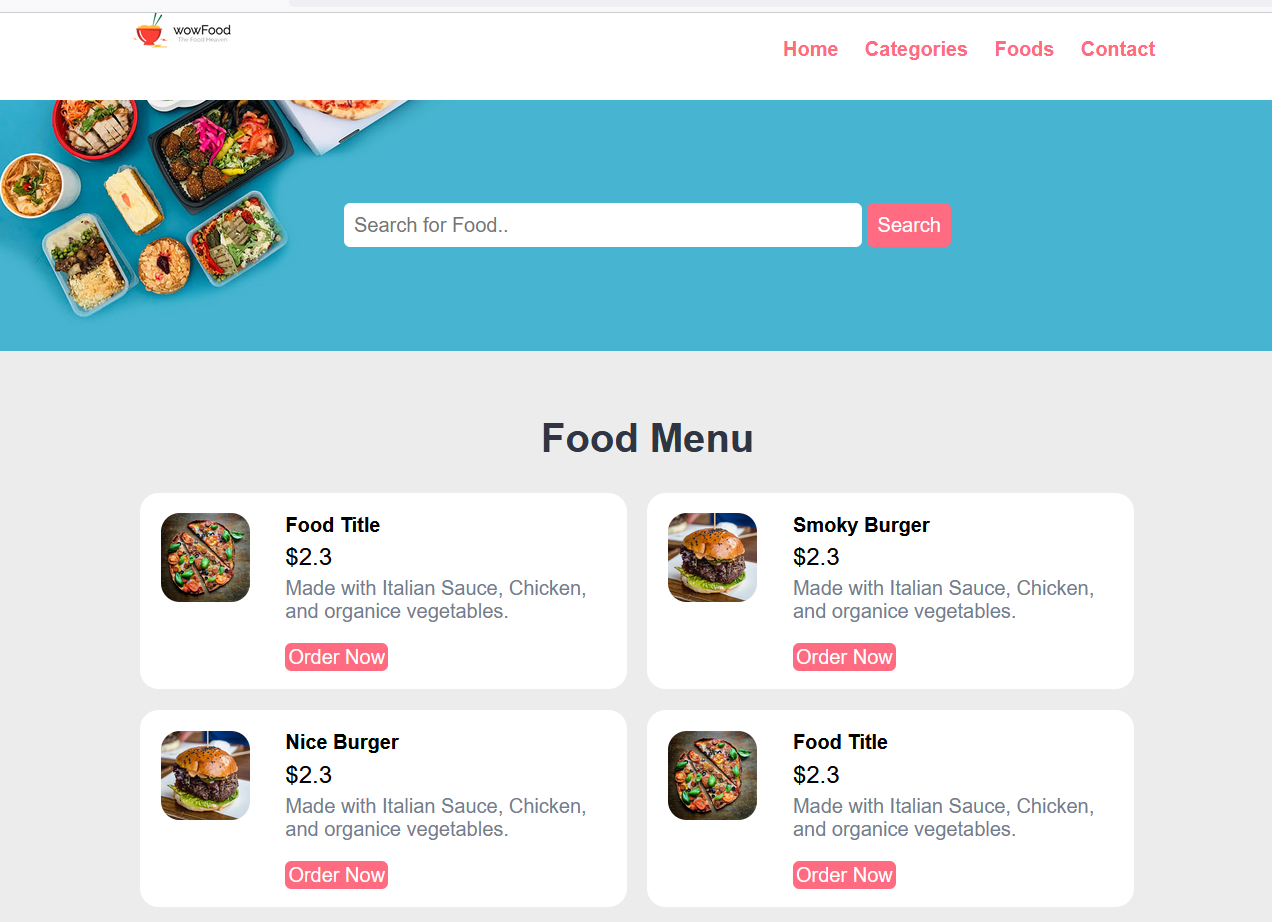 wowFood
The Food Heaven
Home Categories Foods Contact
Search for Food.. Search
Food Menu
Food Title
$2.3
Made with Italian Sauce, Chicken,
and organice vegetables.
Order Now
Smoky Burger
$2.3
Made with Italian Sauce, Chicken,
and organice vegetables.
Order Now
Nice Burger
$2.3
Made with Italian Sauce, Chicken,
and organice vegetables.
Order Now
Food Title
$2.3
Made with Italian Sauce, Chicken,
and organice vegetables.
Order Now